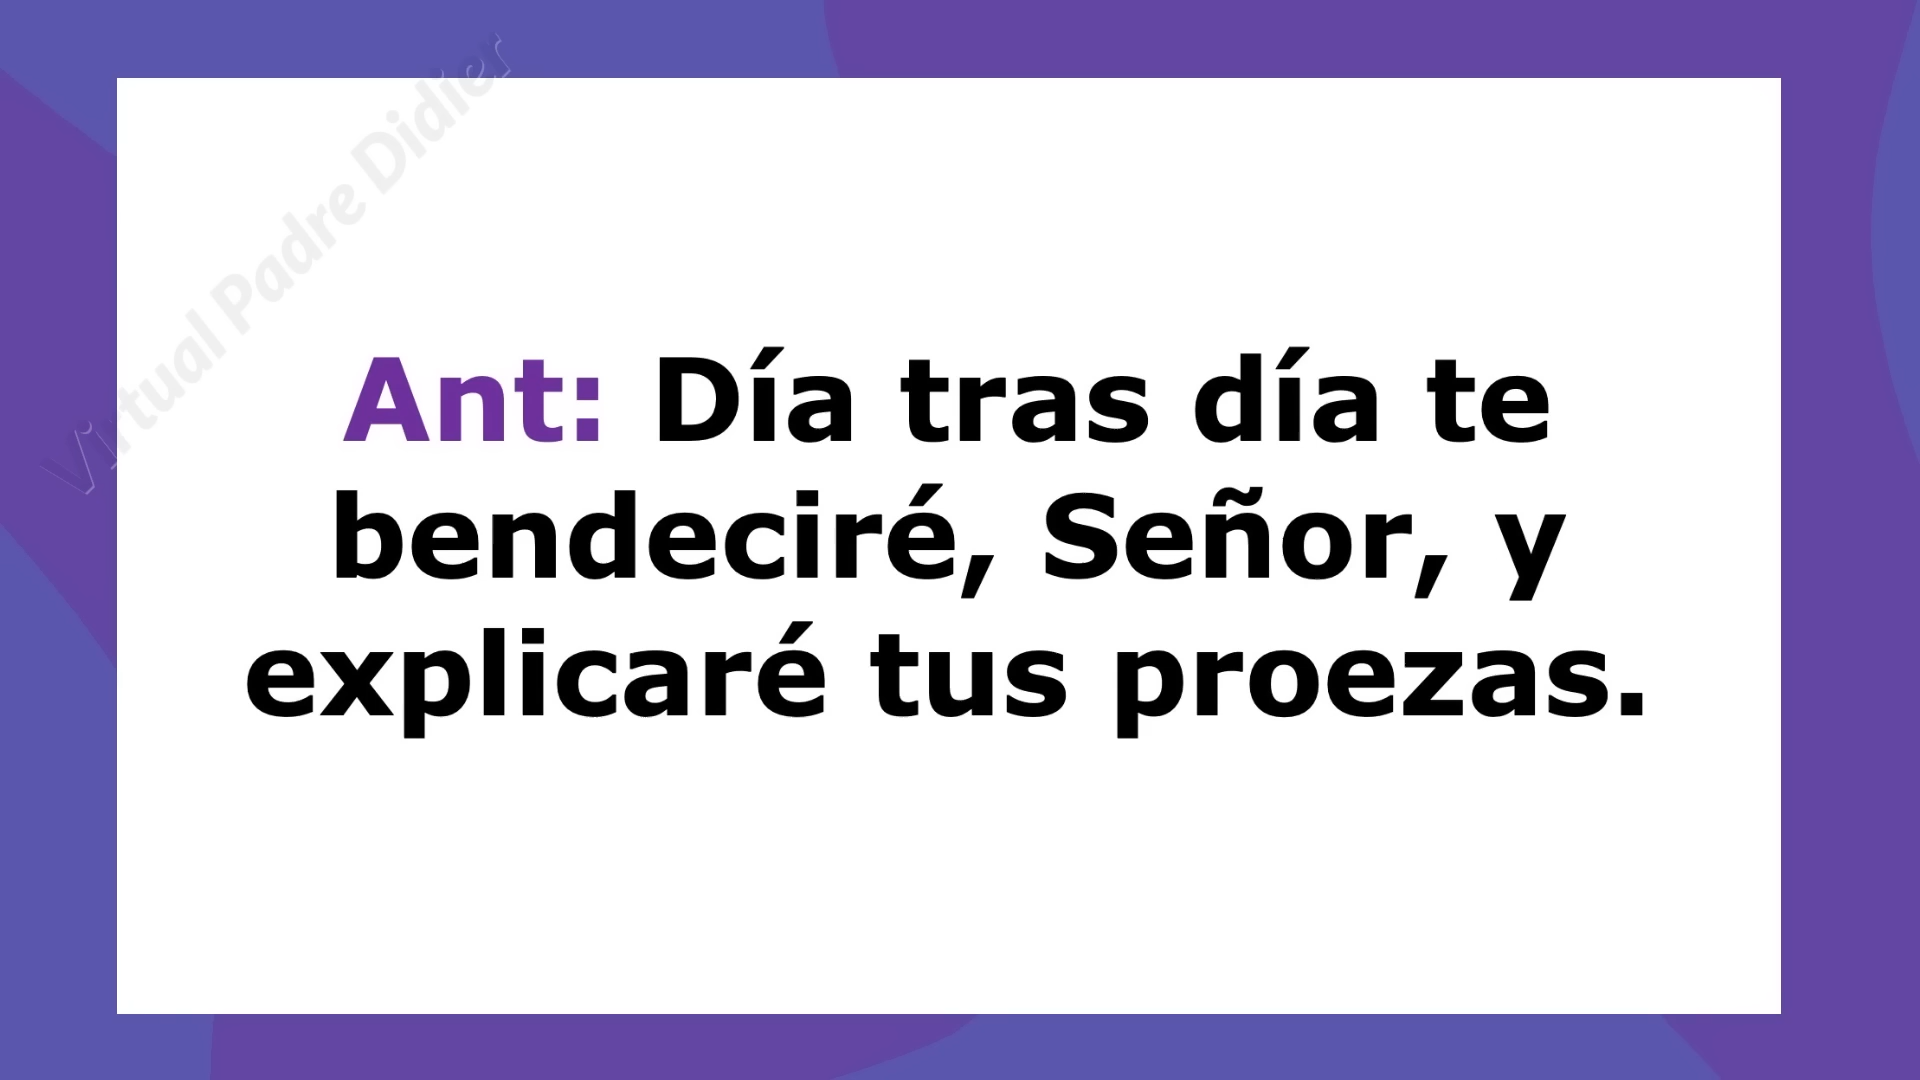 Virtual Padre Didier
Ant: Día tras día te
bendeciré, Señor, y
explicaré tus proezas.